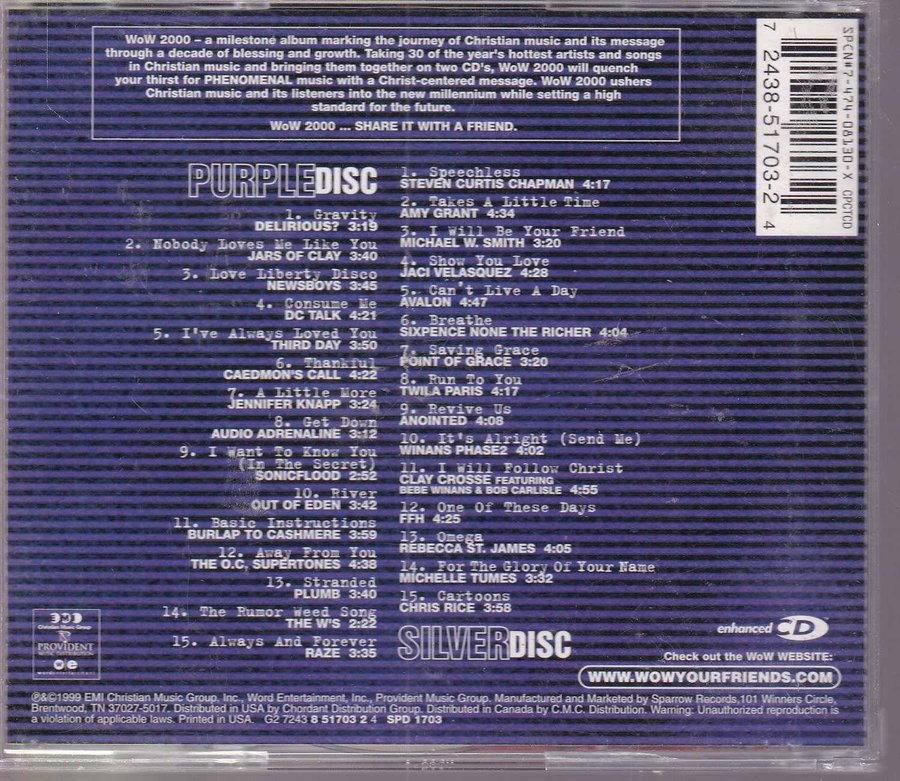 WoW 2000 – a milestone album marking the journey of Christian music and its message
through a decade of blessing and growth. Taking 30 of the year's hottest artists and songs
in Christian music and bringing them together on two CD's, WoW 2000 will quench
your thirst for PHENOMENAL music with a Christ-centered message. WoW 2000 ushers
Christian music and its listeners into the new millennium while setting a high
standard for the future.
WoW 2000 ... SHARE IT WITH A FRIEND.
SPCN#7-474-08130-X CPCTCD
7 2438-51703-2 4
PURPLEDISC
1. Gravity
DELIRIOUS? 3:19
2. Nobody Loves Me Like You
JARS OF CLAY 3:40
3. Love Liberty Disco
NEWSBOYS 3:45
4. Consume Me
DC TALK 4:21
5. I've Always Loved You
THIRD DAY 3:50
6. Thankful
CAEDMON'S CALL 4:22
7. A Little More
JENNIFER KNAPP 3:24
8. Get Down
AUDIO ADRENALINE 3:12
9. I Want To Know You
(In The Secret)
SONICFLOOD 2:52
10. River
OUT OF EDEN 3:42
11. Basic Instructions
BURLAP TO CASHMERE 3:59
12. Away From You
THE O.C. SUPERTONES 4:38
13. Stranded
PLUMB 3:40
14. The Rumor Weed Song
THE W'S 2:22
15. Always And Forever
RAZE 3:35
1. Speechless
STEVEN CURTIS CHAPMAN 4:17
2. Takes A Little Time
AMY GRANT 4:34
3. I Will Be Your Friend
MICHAEL W. SMITH 3:20
4. Show You Love
JACI VELASQUEZ 4:28
5. Can't Live A Day
AVALON 4:47
6. Breathe
SIXPENCE NONE THE RICHER 4:04
7. Saving Grace
POINT OF GRACE 3:20
8. Run To You
TWILA PARIS 4:17
9. Revive Us
ANOINTED 4:08
10. It's Alright (Send Me)
WINANS PHASE2 4:02
11. I Will Follow Christ
CLAY CROSSE FEATURING
BEBE WINANS & BOB CARLISLE 4:55
12. One Of These Days
FFH 4:25
13. Omega
REBECCA ST. JAMES 4:05
14. For The Glory Of Your Name
MICHELLE TUMES 3:32
15. Cartoons
CHRIS RICE 3:58
SILVERDISC
Christian Music Group
PROVIDENT
MUSIC DISTRIBUTION
wordentertainment
enhanced CD
Check out the WoW WEBSITE:
WWW.WOWYOURFRIENDS.COM
℗&©1999 EMI Christian Music Group, Inc., Word Entertainment, Inc., Provident Music Group. Manufactured and Marketed by Sparrow Records,101 Winners Circle,
Brentwood, TN 37027-5017. Distributed in USA by Chordant Distribution Group. Distributed in Canada by C.M.C. Distribution. Warning: Unauthorized reproduction is
a violation of applicable laws. Printed in USA. G2 7243 8 51703 2 4 SPD 1703